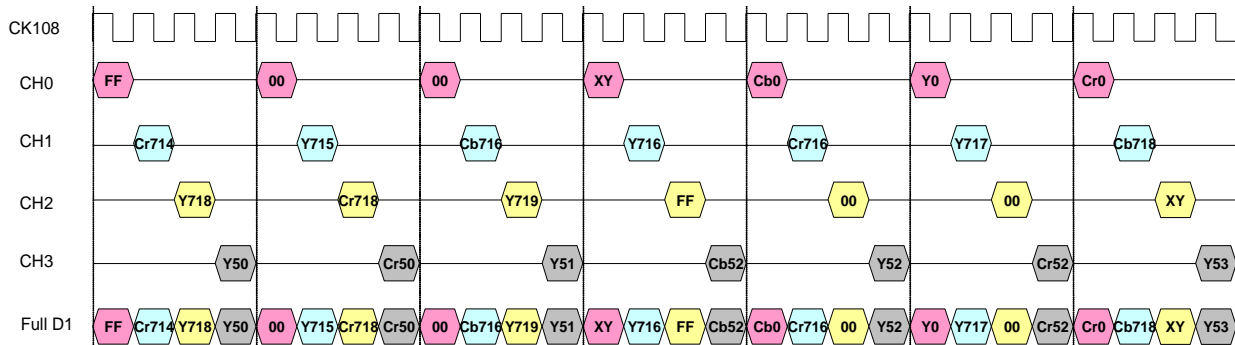 CK108
CH0 FF 00 00 XY Cb0 Y0 Cr0
CH1 Cr714 Y715 Cb716 Y716 Cr716 Y717 Cb718
CH2 Y718 Cr718 Y719 FF 00 00 XY
CH3 Y50 Cr50 Y51 Cb52 Y52 Cr52 Y53
Full D1 FF Cr714 Y718 Y50 00 Y715 Cr718 Cr50 00 Cb716 Y719 Y51 XY Y716 FF Cb52 Cb0 Cr716 00 Y52 Y0 Y717 00 Cr52 Cr0 Cb718 XY Y53